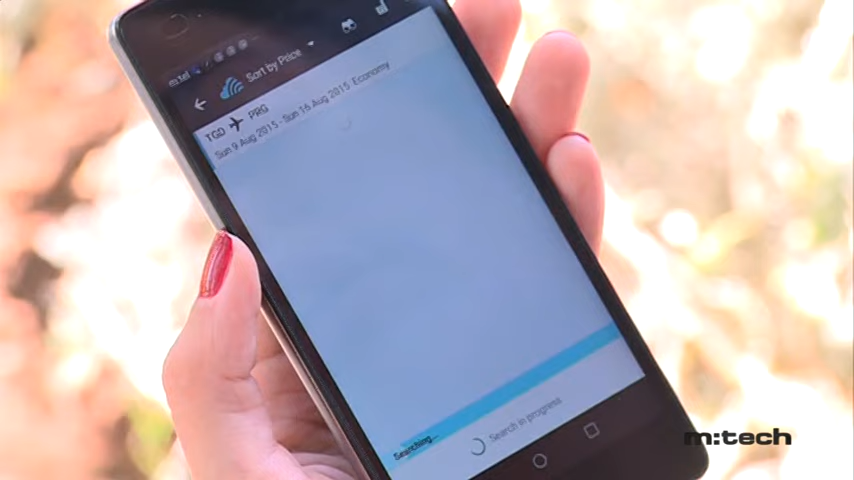 m:tel
Sort by Price
TGD PRG
Sun 9 Aug 2015 - Sun 16 Aug 2015 Economy
Searching...
Search in progress
m:tech